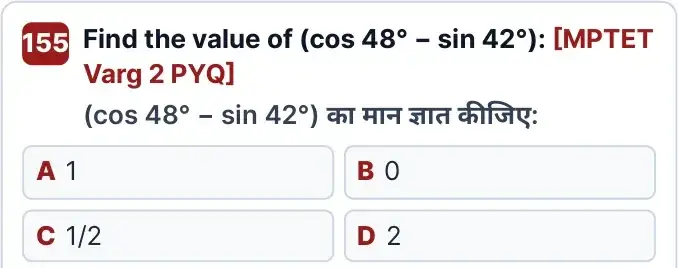 155 Find the value of (cos 48° − sin 42°): [MPTET
Varg 2 PYQ]
(cos 48° − sin 42°) का मान ज्ञात कीजिए:
A 1
B 0
C 1/2
D 2